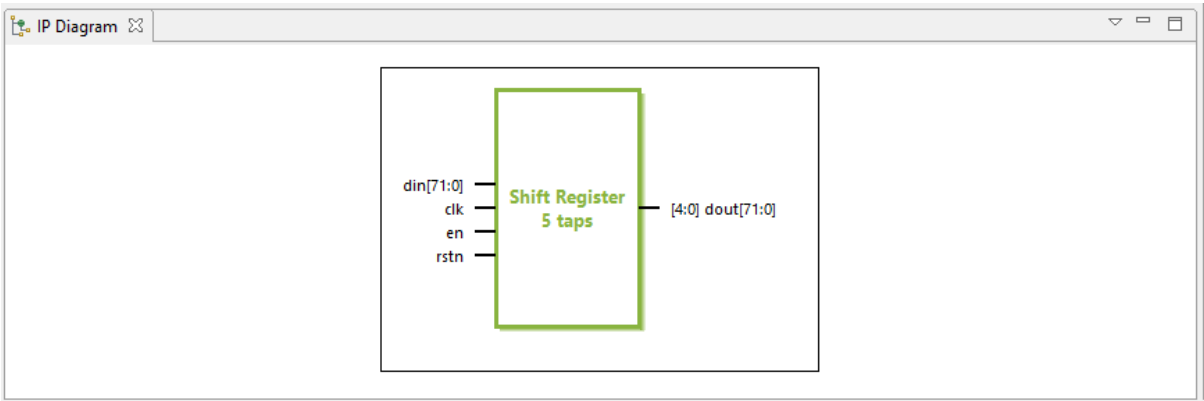 IP Diagram
din[71:0]
clk
en
rstn
Shift Register
5 taps
[4:0] dout[71:0]